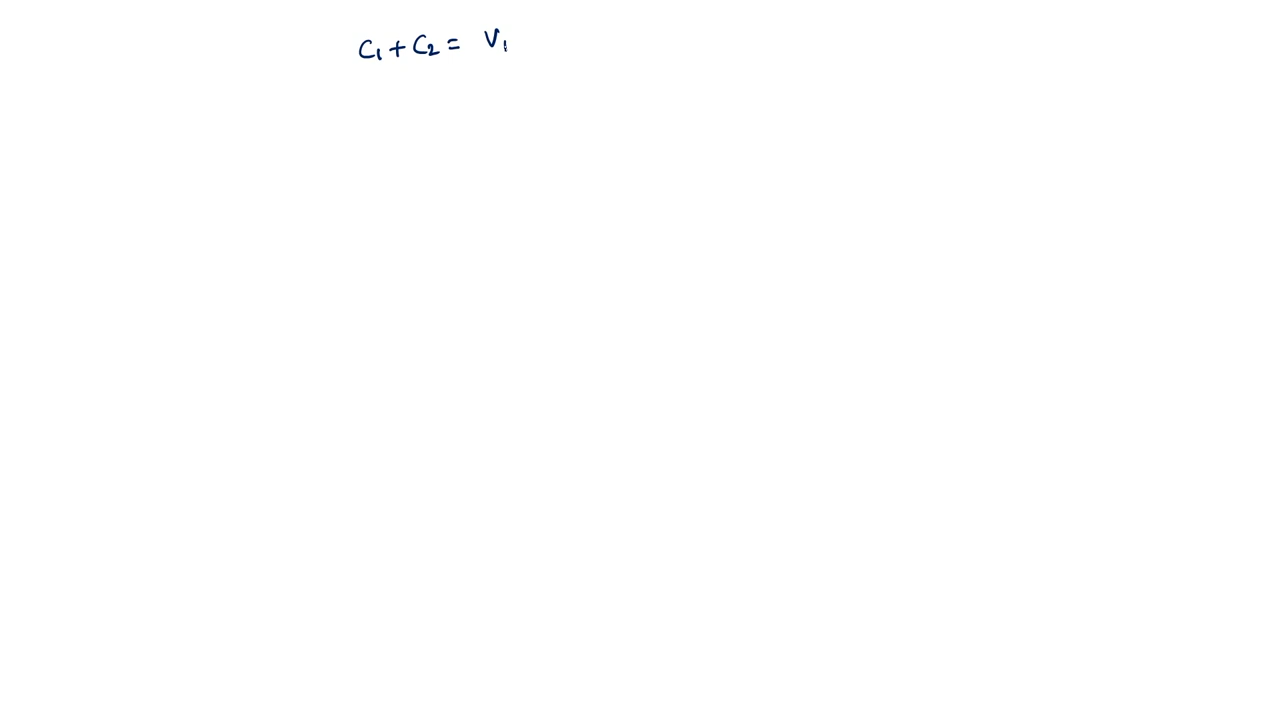 C₁ + C₂ = V₁